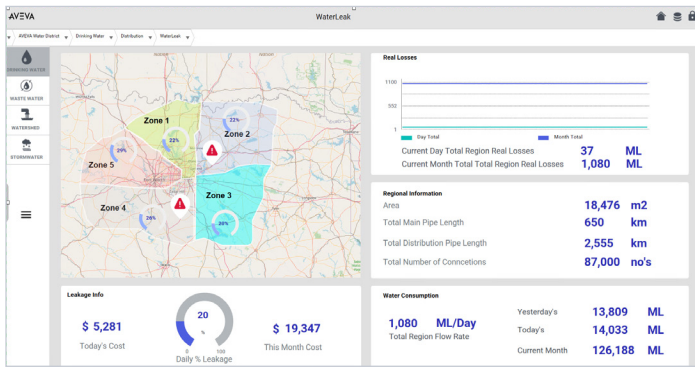 AVEVA
WaterLeak
AVEVA Water District
Drinking Water
Distribution
WaterLeak
DRINKING WATER
WASTE WATER
WATERSHED
STORMWATER
Zone 1
22%
22%
Zone 2
29%
Zone 5
Zone 3
Zone 4
26%
20%
Real Losses
1100
552
1
Day Total
Month Total
Current Day Total Region Real Losses 37 ML
Current Month Total Total Region Real Losses 1,080 ML
Regional Information
Area 18,476 m2
Total Main Pipe Length 650 km
Total Distribution Pipe Length 2,555 km
Total Number of Conncetions 87,000 no's
Leakage Info
$ 5,281
Today's Cost
20
%
0 100
Daily % Leakage
$ 19,347
This Month Cost
Water Consumption
1,080 ML/Day
Total Region Flow Rate
Yesterday's 13,809 ML
Today's 14,033 ML
Current Month 126,188 ML